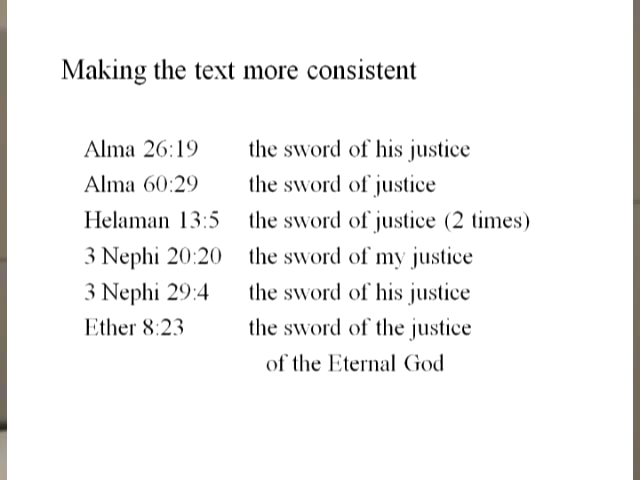 Making the text more consistent
Alma 26:19 the sword of his justice
Alma 60:29 the sword of justice
Helaman 13:5 the sword of justice (2 times)
3 Nephi 20:20 the sword of my justice
3 Nephi 29:4 the sword of his justice
Ether 8:23 the sword of the justice
of the Eternal God